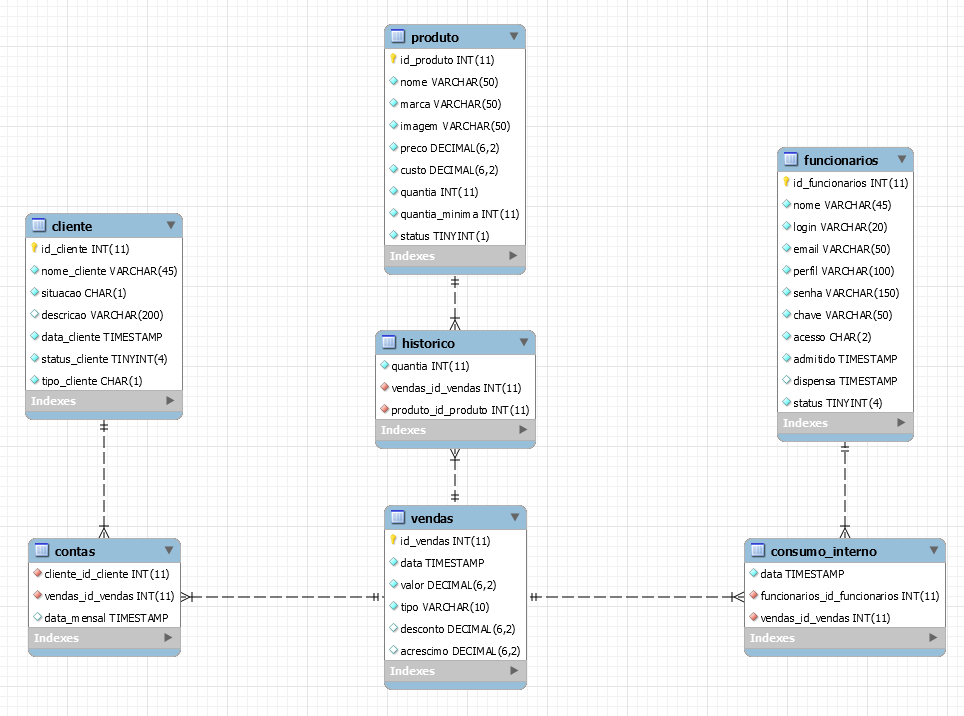 produto
id_produto INT(11)
nome VARCHAR(50)
marca VARCHAR(50)
imagem VARCHAR(50)
preco DECIMAL(6,2)
custo DECIMAL(6,2)
quantia INT(11)
quantia_minima INT(11)
status TINYINT(1)
Indexes
funcionarios
id_funcionarios INT(11)
nome VARCHAR(45)
login VARCHAR(20)
email VARCHAR(50)
perfil VARCHAR(100)
senha VARCHAR(150)
chave VARCHAR(50)
acesso CHAR(2)
admitido TIMESTAMP
dispensa TIMESTAMP
status TINYINT(4)
Indexes
cliente
id_cliente INT(11)
nome_cliente VARCHAR(45)
situacao CHAR(1)
descricao VARCHAR(200)
data_cliente TIMESTAMP
status_cliente TINYINT(4)
tipo_cliente CHAR(1)
Indexes
historico
quantia INT(11)
vendas_id_vendas INT(11)
produto_id_produto INT(11)
Indexes
contas
cliente_id_cliente INT(11)
vendas_id_vendas INT(11)
data_mensal TIMESTAMP
Indexes
vendas
id_vendas INT(11)
data TIMESTAMP
valor DECIMAL(6,2)
tipo VARCHAR(10)
desconto DECIMAL(6,2)
acrescimo DECIMAL(6,2)
Indexes
consumo_interno
data TIMESTAMP
funcionarios_id_funcionarios INT(11)
vendas_id_vendas INT(11)
Indexes